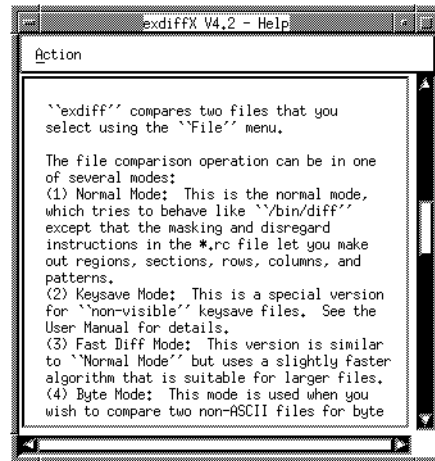 exdiffX V4.2 - Help
Action
``exdiff´´ compares two files that you
select using the ``File´´ menu.
The file comparison operation can be in one
of several modes:
(1) Normal Mode:  This is the normal mode,
which tries to behave like ``/bin/diff´´
except that the masking and disregard
instructions in the *.rc file let you make
out regions, sections, rows, columns, and
patterns.
(2) Keysave Mode:  This is a special version
for ``non-visible´´ keysave files.  See the
User Manual for details.
(3) Fast Diff Mode:  This version is similar
to ``Normal Mode´´ but uses a slightly faster
algorithm that is suitable for larger files.
(4) Byte Mode:  This mode is used when you
wish to compare two non-ASCII files for byte